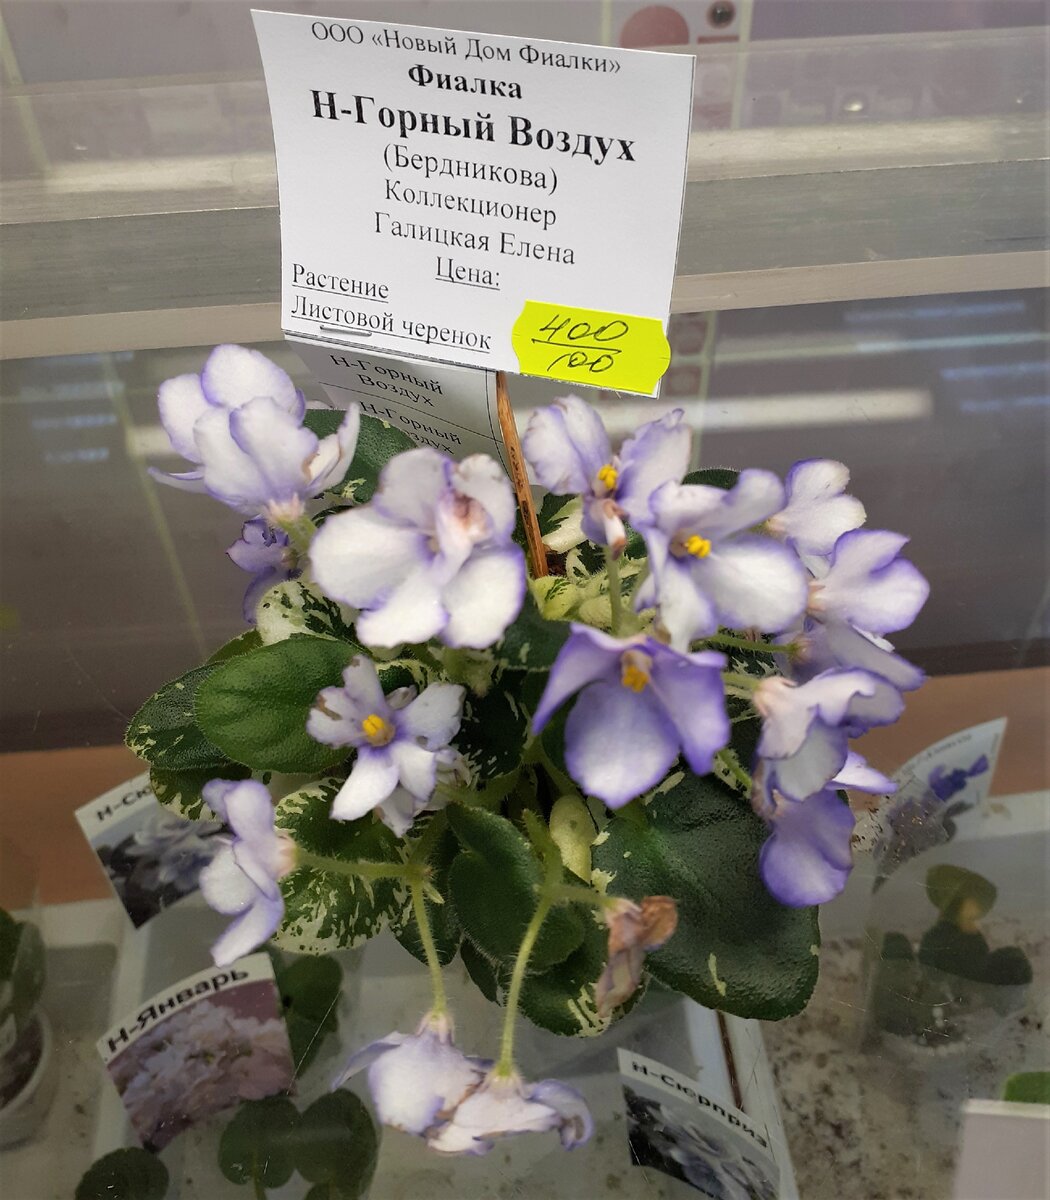 ООО «Новый Дом Фиалки»
Фиалка
Н-Горный Воздух
(Бердникова)
Коллекционер
Галицкая Елена
Цена:
Растение
Листовой черенок
400
100
Н-Горный
Воздух
Н-Горный
Н-Январь
Н-Сюрприз